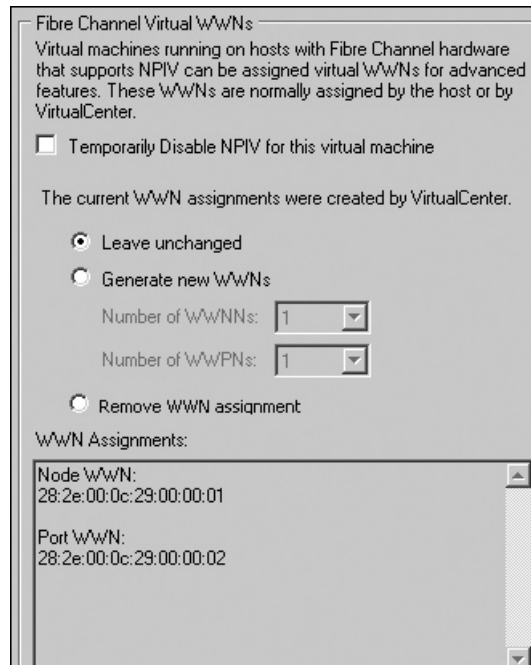 Fibre Channel Virtual WWNs
Virtual machines running on hosts with Fibre Channel hardware
that supports NPIV can be assigned virtual WWNs for advanced
features. These WWNs are normally assigned by the host or by
VirtualCenter.
Temporarily Disable NPIV for this virtual machine
The current WWN assignments were created by VirtualCenter.
Leave unchanged
Generate new WWNs
Number of WWNNs: 1
Number of WWPNs: 1
Remove WWN assignment
WWN Assignments:
Node WWN:
28:2e:00:0c:29:00:00:01
Port WWN:
28:2e:00:0c:29:00:00:02